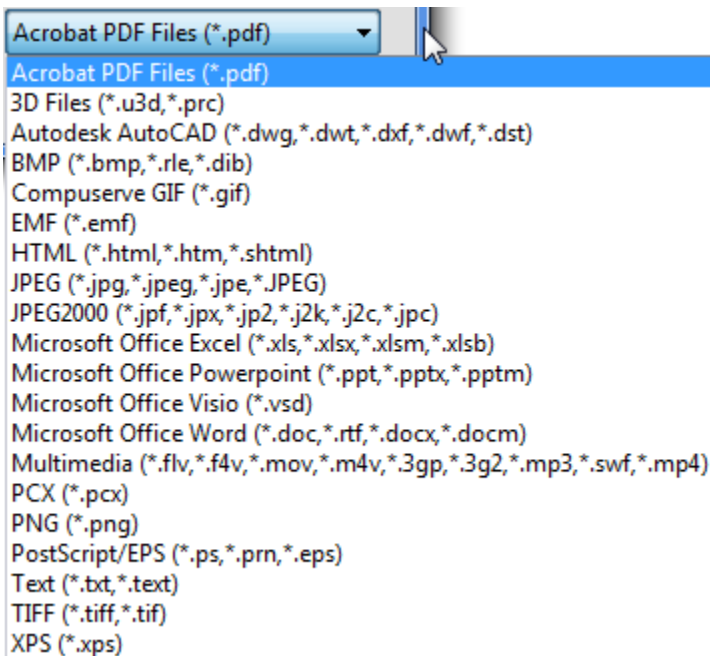 Acrobat PDF Files (*.pdf)
Acrobat PDF Files (*.pdf)
3D Files (*.u3d,*.prc)
Autodesk AutoCAD (*.dwg,*.dwt,*.dxf,*.dwf,*.dst)
BMP (*.bmp,*.rle,*.dib)
Compuserve GIF (*.gif)
EMF (*.emf)
HTML (*.html,*.htm,*.shtml)
JPEG (*.jpg,*.jpeg,*.jpe,*.JPEG)
JPEG2000 (*.jpf,*.jpx,*.jp2,*.j2k,*.j2c,*.jpc)
Microsoft Office Excel (*.xls,*.xlsx,*.xlsm,*.xlsb)
Microsoft Office Powerpoint (*.ppt,*.pptx,*.pptm)
Microsoft Office Visio (*.vsd)
Microsoft Office Word (*.doc,*.rtf,*.docx,*.docm)
Multimedia (*.flv,*.f4v,*.mov,*.m4v,*.3gp,*.3g2,*.mp3,*.swf,*.mp4)
PCX (*.pcx)
PNG (*.png)
PostScript/EPS (*.ps,*.prn,*.eps)
Text (*.txt,*.text)
TIFF (*.tiff,*.tif)
XPS (*.xps)